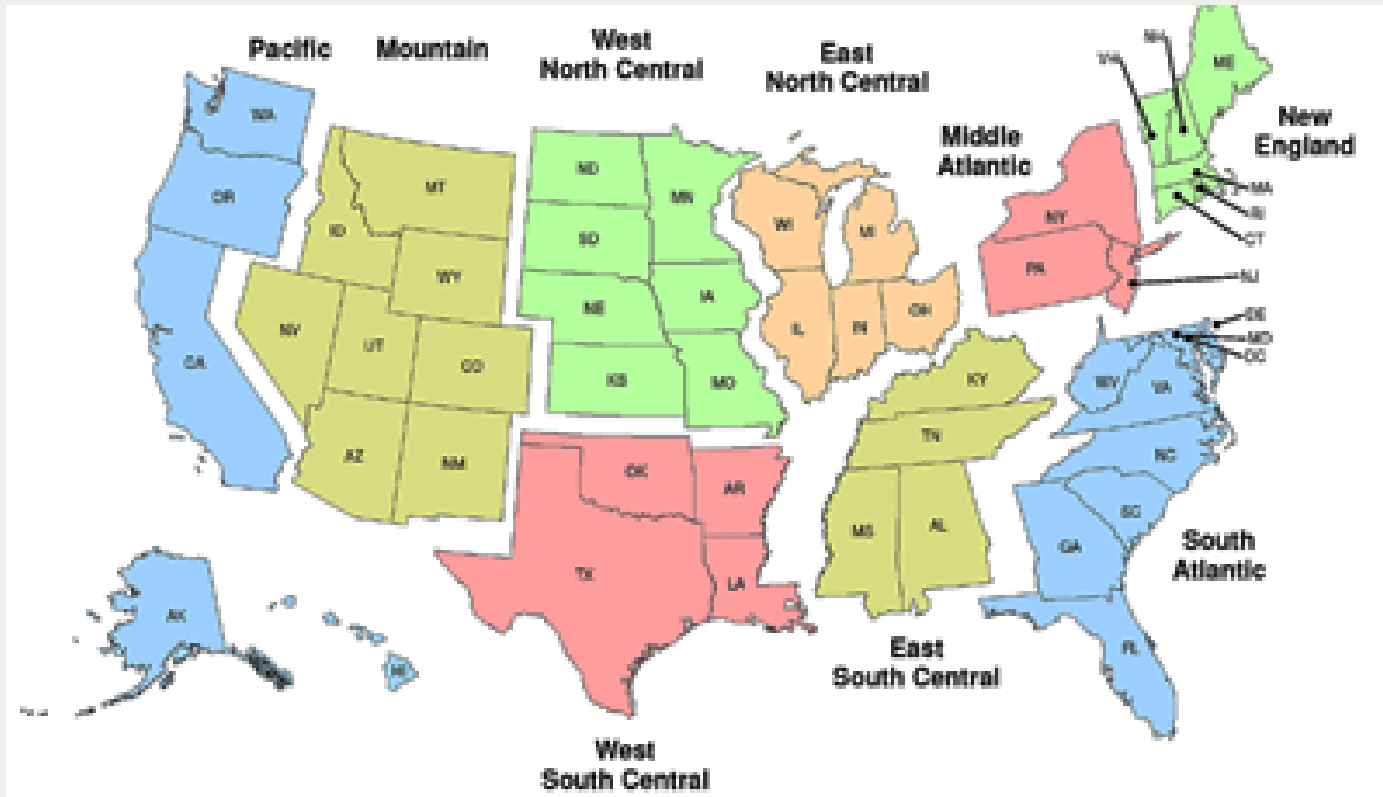 Pacific
Mountain
West
North Central
East
North Central
Middle
Atlantic
New
England
NH
ME
WA
OR
CA
MT
ID
WY
NV
UT
CO
AZ
NM
ND
MN
SD
NE
IA
KS
MO
WI
MI
IL
IN
OH
NY
PA
MA
RI
CT
NJ
DE
MD
DC
KY
TN
MS
AL
WV
VA
NC
SC
GA
FL
OK
AR
TX
LA
AK
HI
South
Atlantic
East
South Central
West
South Central